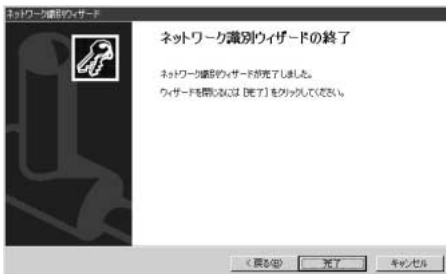 ネットワーク識別ウィザード
ネットワーク識別ウィザードの終了
ネットワーク識別ウィザードが完了しました。
ウィザードを閉じるには [完了] をクリックしてください。
< 戻る(B)
完了
キャンセル